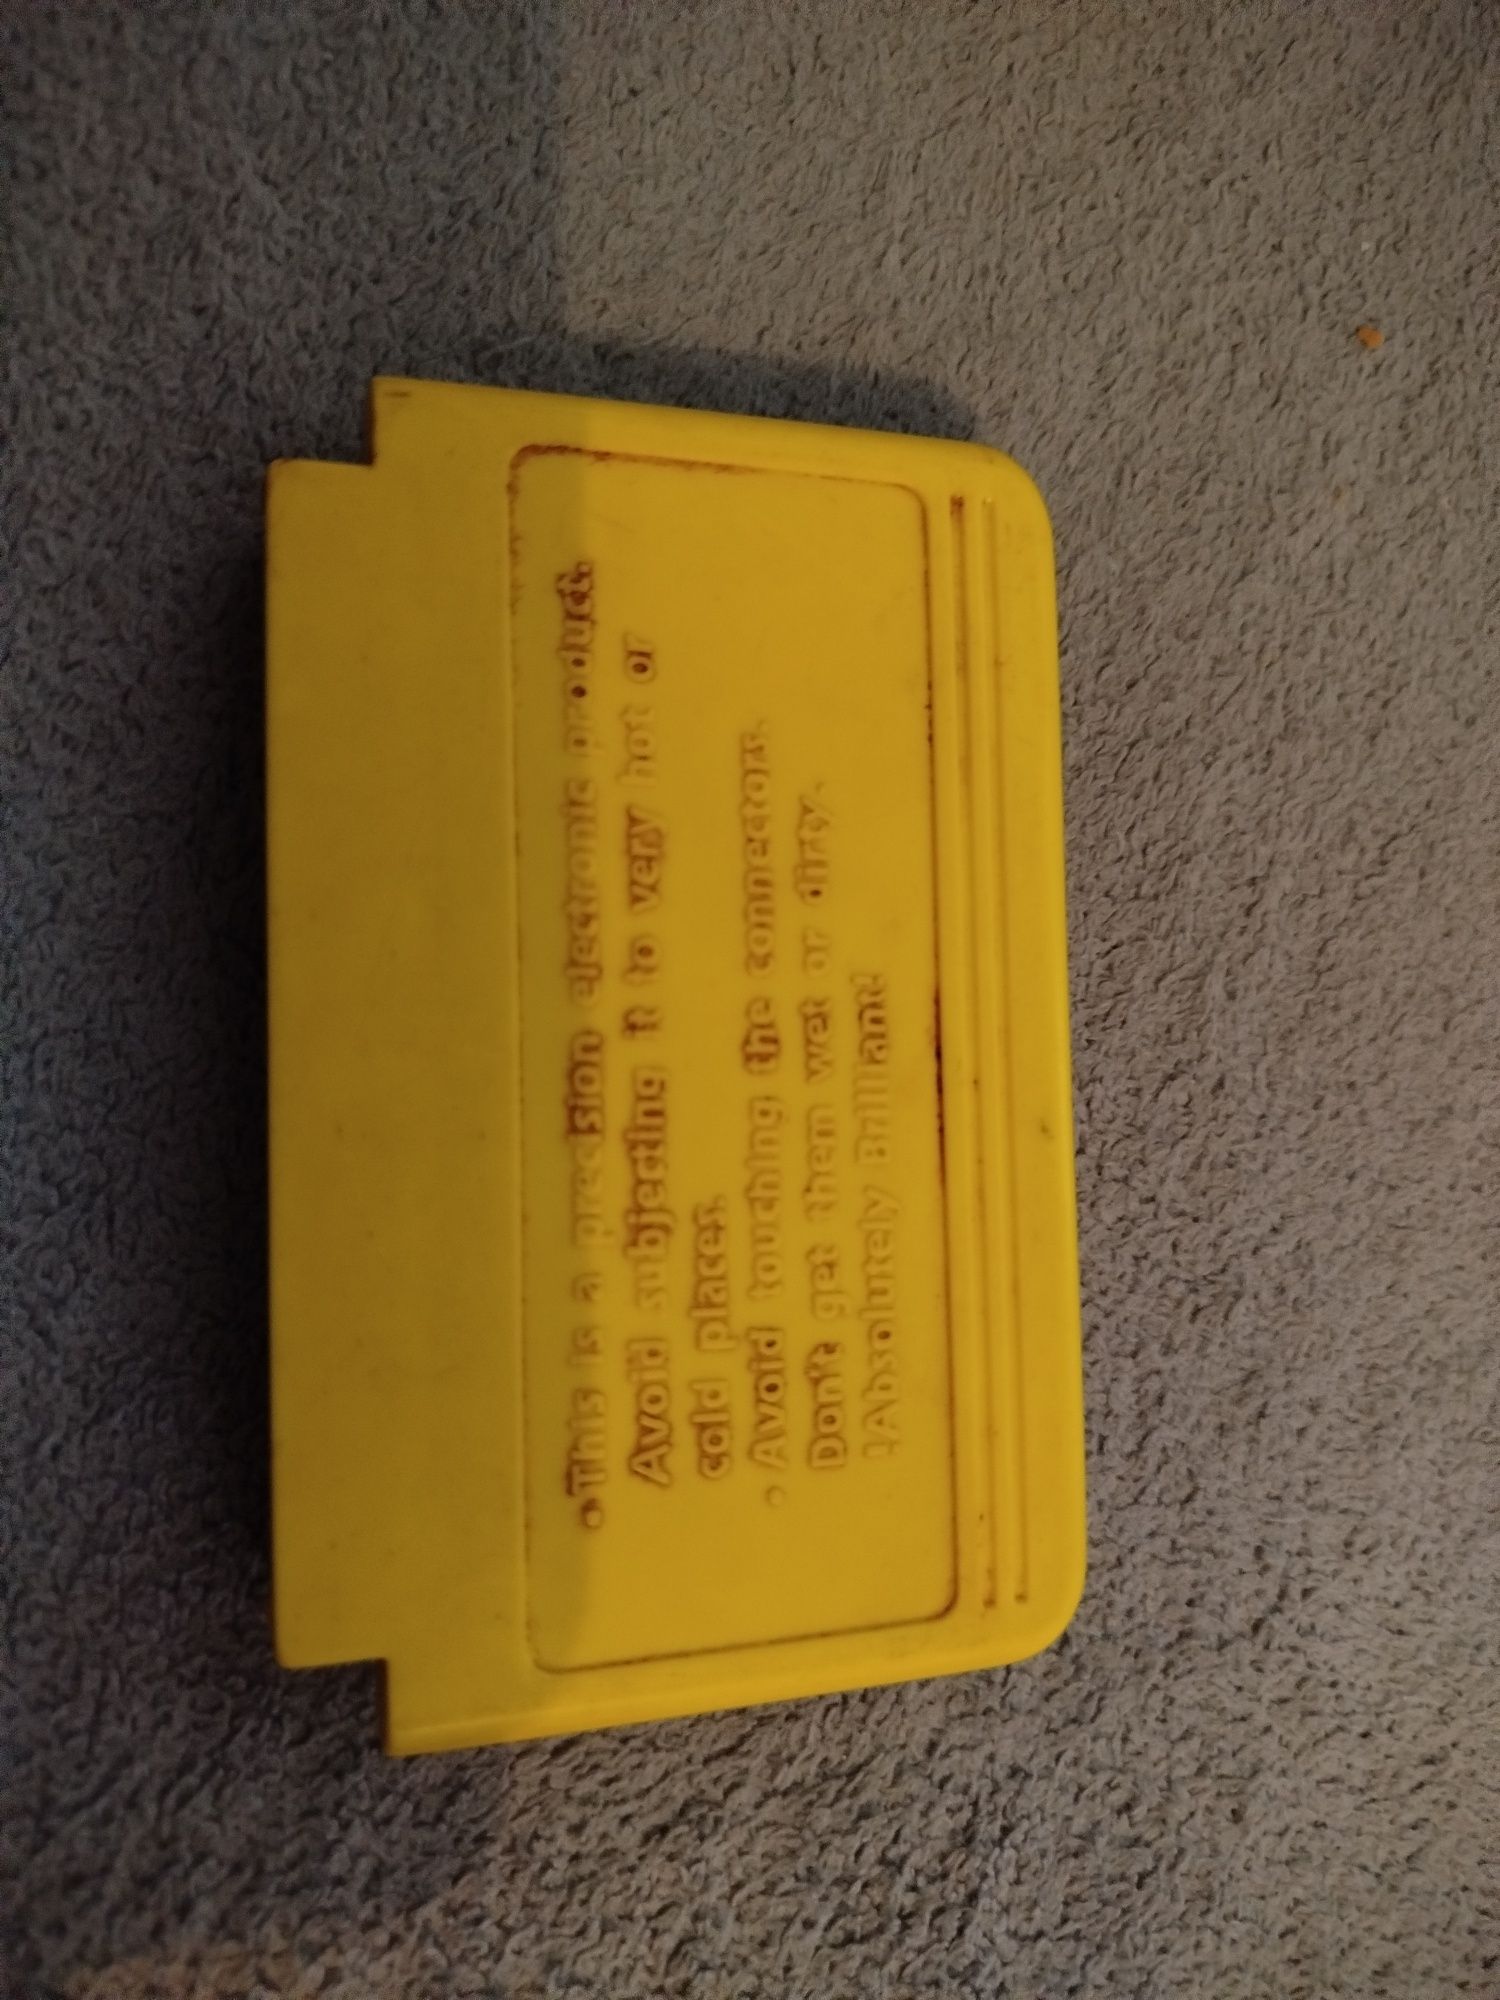 •This is a precision electronic product.
Avoid subjecting it to very hot or
cold places.
•Avoid touching the connectors.
Don't get them wet or dirty.
!Absolutely Brilliant!